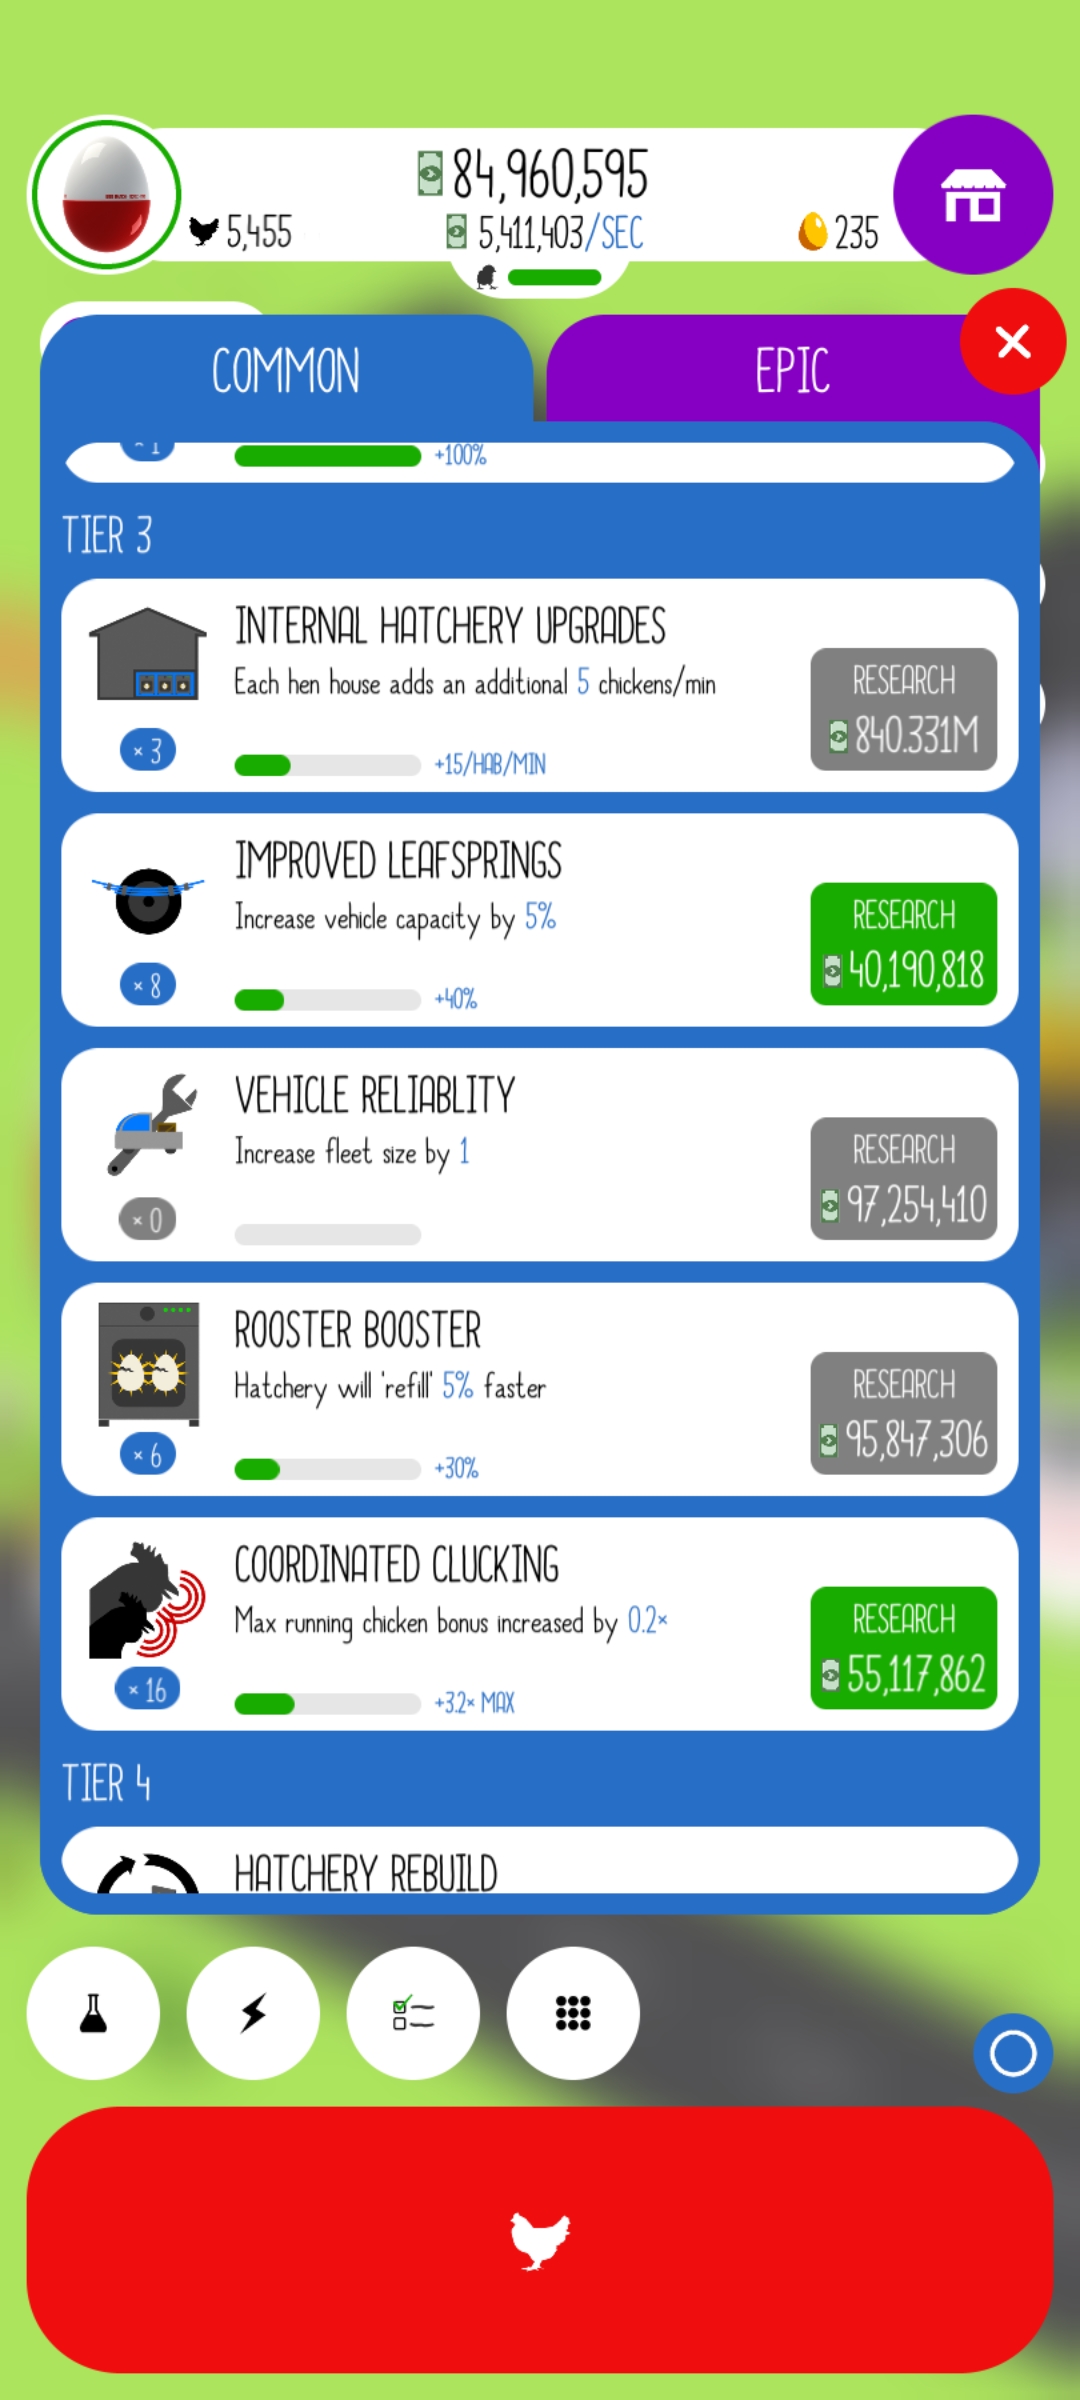 84,960,595
5,455
5,411,403/SEC
235
COMMON
EPIC
× 1
+100%
TIER 3
INTERNAL HATCHERY UPGRADES
Each hen house adds an additional 5 chickens/min
RESEARCH
840.331M
× 3
+15/HAB/MIN
IMPROVED LEAFSPRINGS
Increase vehicle capacity by 5%
RESEARCH
40,190,818
× 8
+40%
VEHICLE RELIABLITY
Increase fleet size by 1
RESEARCH
97,254,410
× 0
ROOSTER BOOSTER
Hatchery will 'refill' 5% faster
RESEARCH
95,847,306
× 6
+30%
COORDINATED CLUCKING
Max running chicken bonus increased by 0.2×
RESEARCH
55,117,862
× 16
+3.2× MAX
TIER 4
HATCHERY REBUILD